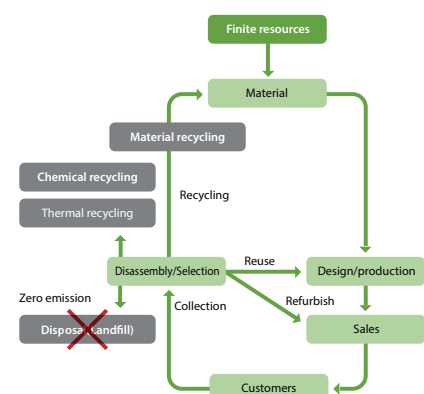 Finite resources
Material
Material recycling
Chemical recycling
Recycling
Thermal recycling
Reuse
Disassembly/Selection
Design/production
Refurbish
Zero emission
Collection
Disposal (Landfill)
Sales
Customers